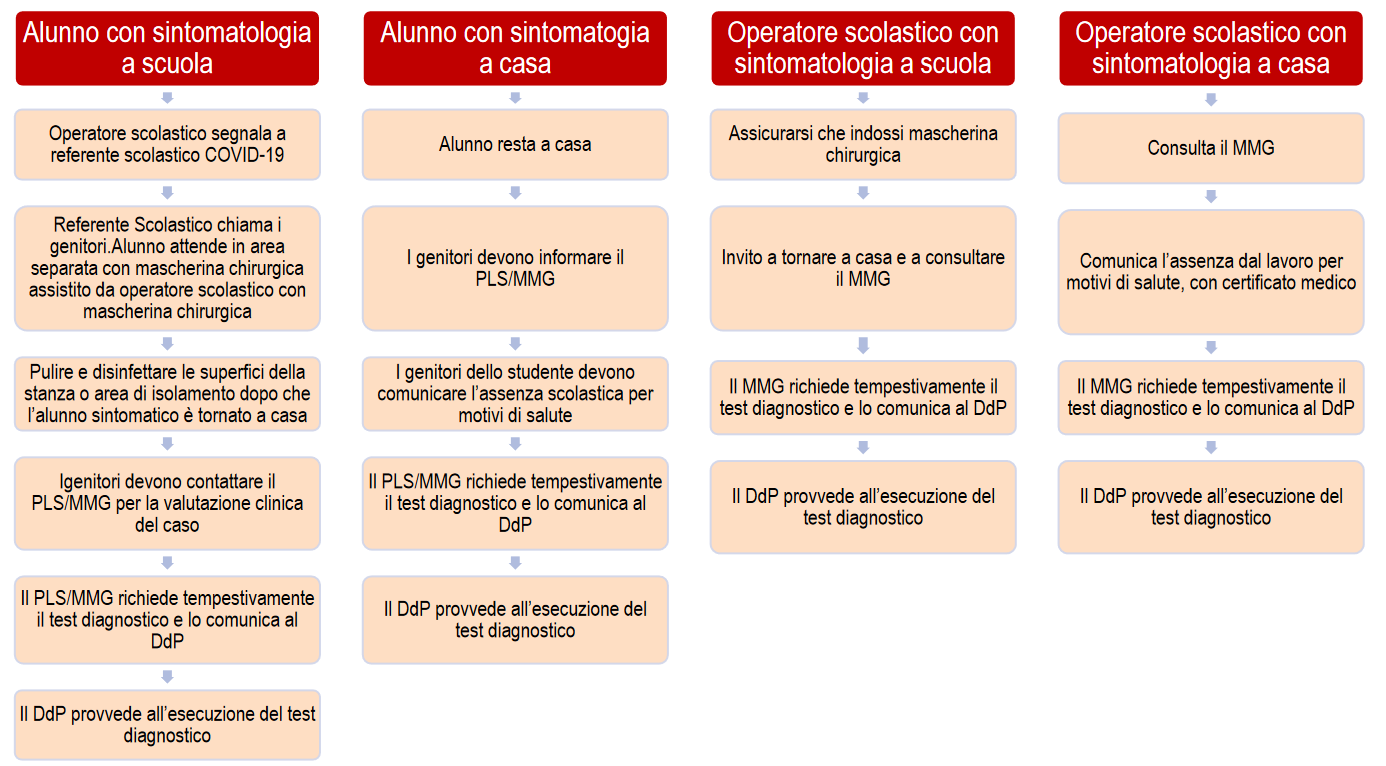 Alunno con sintomatologia
a scuola
Operatore scolastico segnala a
referente scolastico COVID-19
Referente Scolastico chiama i
genitori.Alunno attende in area
separata con mascherina chirurgica
assistito da operatore scolastico con
mascherina chirurgica
Pulire e disinfettare le superfici della
stanza o area di isolamento dopo che
l’alunno sintomatico è tornato a casa
Igenitori devono contattare il
PLS/MMG per la valutazione clinica
del caso
Il PLS/MMG richiede tempestivamente
il test diagnostico e lo comunica al
DdP
Il DdP provvede all’esecuzione del test
diagnostico
Alunno con sintomatogia
a casa
Alunno resta a casa
I genitori devono informare il
PLS/MMG
I genitori dello studente devono
comunicare l’assenza scolastica per
motivi di salute
Il PLS/MMG richiede tempestivamente
il test diagnostico e lo comunica al
DdP
Il DdP provvede all’esecuzione del
test diagnostico
Operatore scolastico con
sintomatologia a scuola
Assicurarsi che indossi mascherina
chirurgica
Invito a tornare a casa e a consultare
il MMG
Il MMG richiede tempestivamente il
test diagnostico e lo comunica al DdP
Il DdP provvede all’esecuzione del
test diagnostico
Operatore scolastico con
sintomatologia a casa
Consulta il MMG
Comunica l’assenza dal lavoro per
motivi di salute, con certificato medico
Il MMG richiede tempestivamente il
test diagnostico e lo comunica al DdP
Il DdP provvede all’esecuzione del
test diagnostico